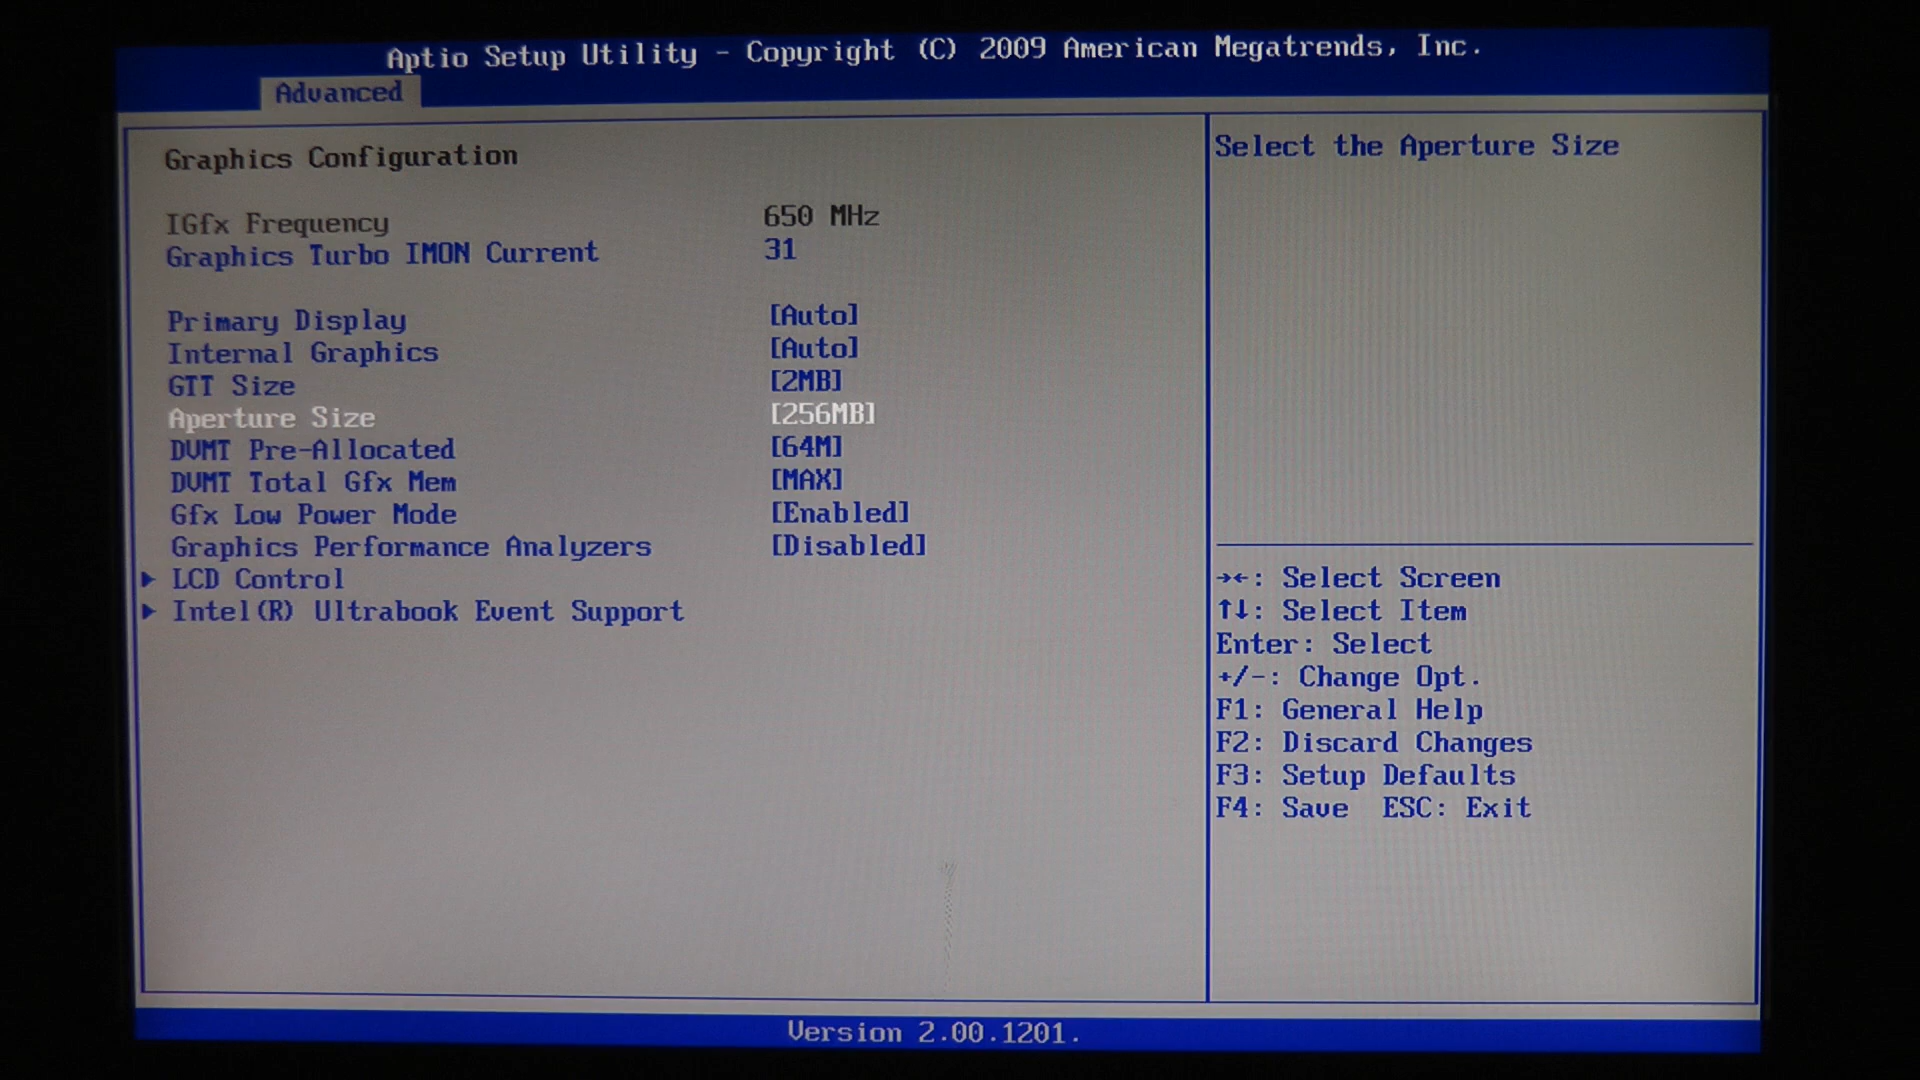 Aptio Setup Utility - Copyright (C) 2009 American Megatrends, Inc.
Advanced
Graphics Configuration
IGfx Frequency 650 MHz
Graphics Turbo IMON Current 31
Primary Display [Auto]
Internal Graphics [Auto]
GTT Size [2MB]
Aperture Size [256MB]
DVMT Pre-Allocated [64M]
DVMT Total Gfx Mem [MAX]
Gfx Low Power Mode [Enabled]
Graphics Performance Analyzers [Disabled]
► LCD Control
► Intel(R) Ultrabook Event Support
Select the Aperture Size
→←: Select Screen
↑↓: Select Item
Enter: Select
+/-: Change Opt.
F1: General Help
F2: Discard Changes
F3: Setup Defaults
F4: Save ESC: Exit
Version 2.00.1201.